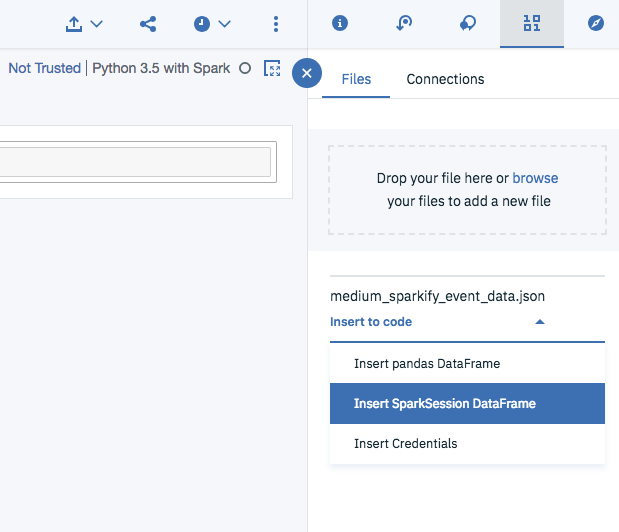 Not Trusted | Python 3.5 with Spark
Files Connections
Drop your file here or browse
your files to add a new file
medium_sparkify_event_data.json
Insert to code
Insert pandas DataFrame
Insert SparkSession DataFrame
Insert Credentials